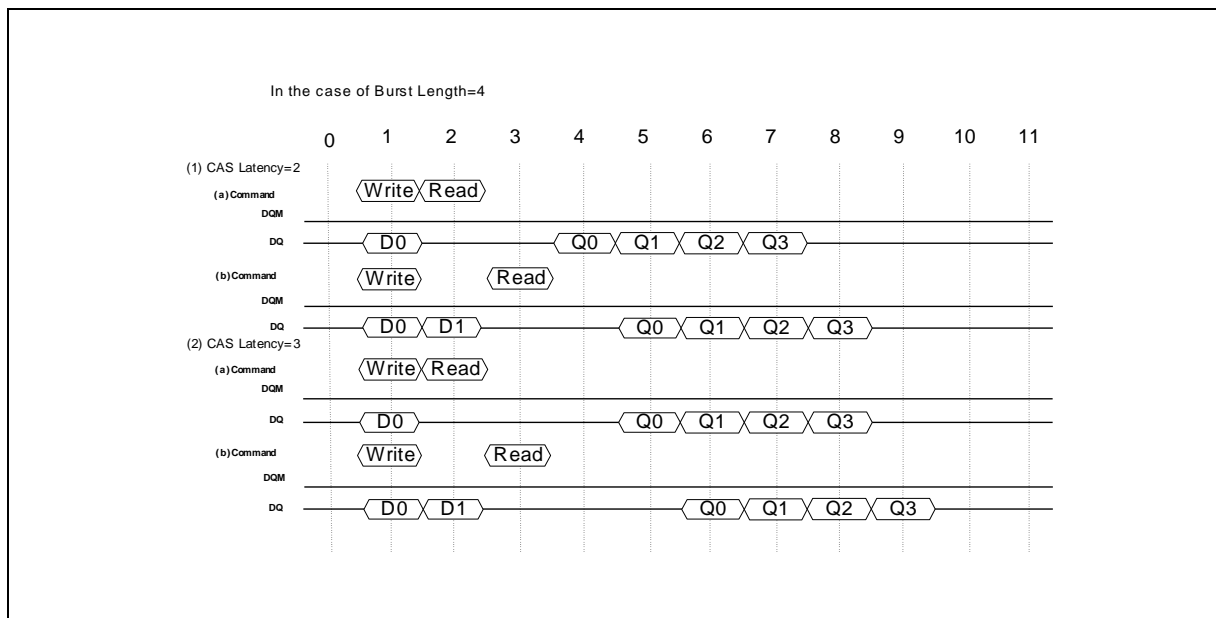 In the case of Burst Length=4
0 1 2 3 4 5 6 7 8 9 10 11
(1) CAS Latency=2
(a)Command Write Read
DQM
DQ D0 Q0 Q1 Q2 Q3
(b)Command Write Read
DQM
DQ D0 D1 Q0 Q1 Q2 Q3
(2) CAS Latency=3
(a)Command Write Read
DQM
DQ D0 Q0 Q1 Q2 Q3
(b)Command Write Read
DQM
DQ D0 D1 Q0 Q1 Q2 Q3